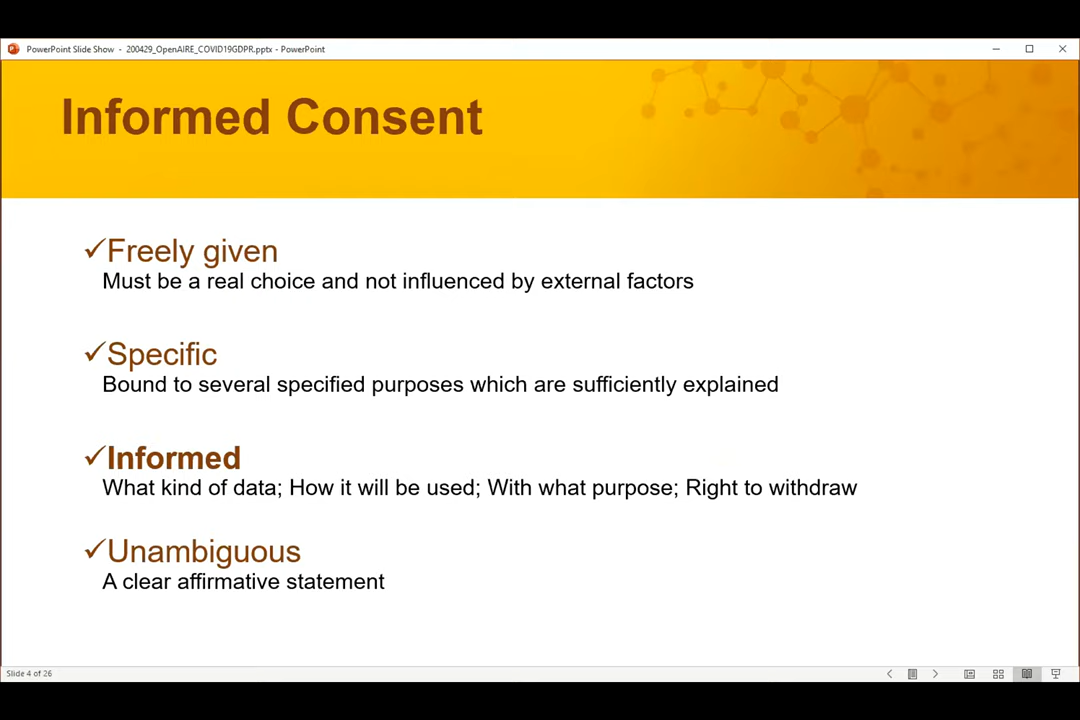 PowerPoint Slide Show - 200429_OpenAIRE_COVID19GDPR.pptx - PowerPoint
Informed Consent
✓Freely given
Must be a real choice and not influenced by external factors
✓Specific
Bound to several specified purposes which are sufficiently explained
✓Informed
What kind of data; How it will be used; With what purpose; Right to withdraw
✓Unambiguous
A clear affirmative statement
Slide 4 of 26